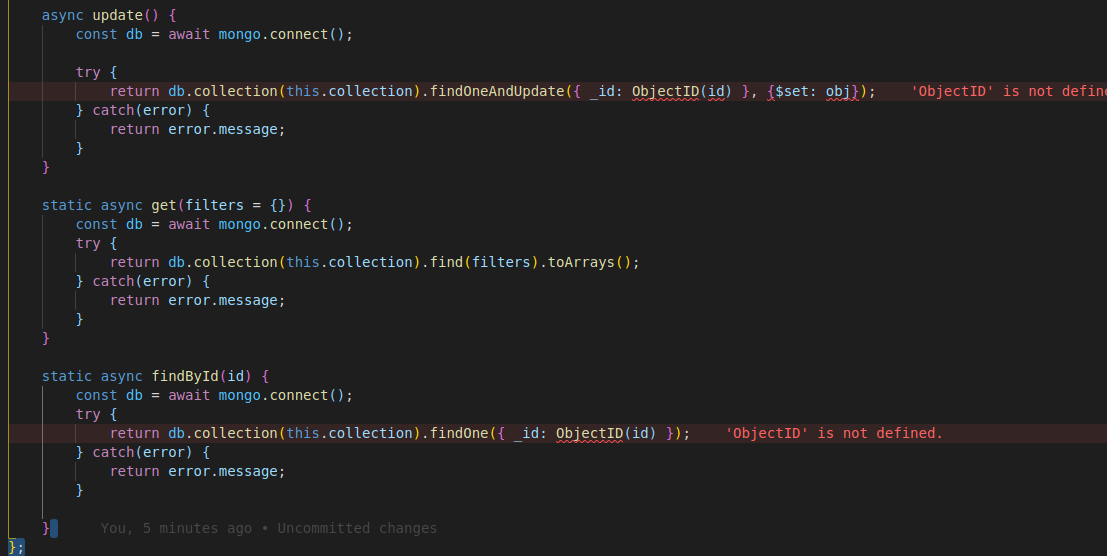 async update() {
const db = await mongo.connect();
try {
return db.collection(this.collection).findOneAndUpdate({ _id: ObjectID(id) }, {$set: obj}); 'ObjectID' is not define
} catch(error) {
return error.message;
}
}
static async get(filters = {}) {
const db = await mongo.connect();
try {
return db.collection(this.collection).find(filters).toArrays();
} catch(error) {
return error.message;
}
}
static async findById(id) {
const db = await mongo.connect();
try {
return db.collection(this.collection).findOne({ _id: ObjectID(id) }); 'ObjectID' is not defined.
} catch(error) {
return error.message;
}
} You, 5 minutes ago • Uncommitted changes
};